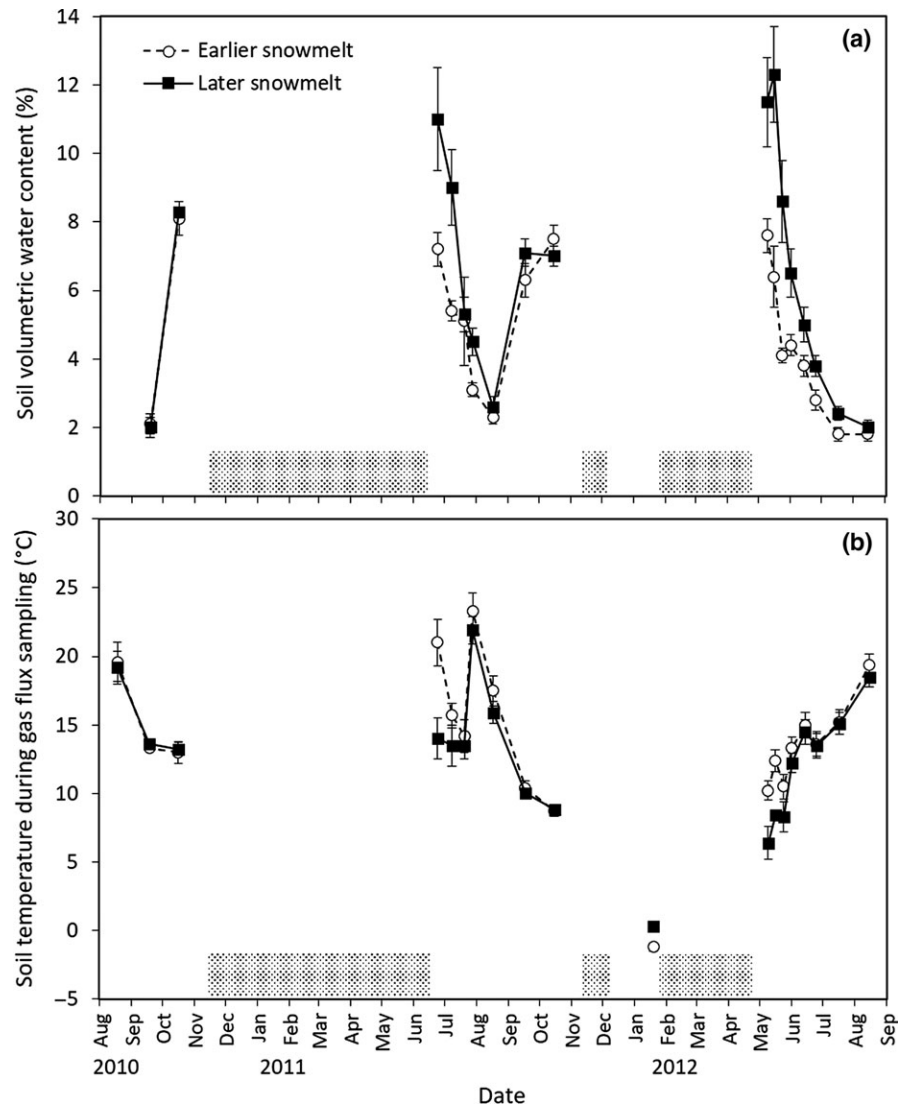 14
12
10
8
6
4
2
0
Soil volumetric water content (%)
Earlier snowmelt
Later snowmelt
(a)
30
25
20
15
10
5
0
–5
Soil temperature during gas flux sampling (°C)
(b)
Aug Sep Oct Nov Dec Jan Feb Mar Apr May Jun Jul Aug Sep Oct Nov Dec Jan Feb Mar Apr May Jun Jul Aug Sep
2010 2011 2012
Date